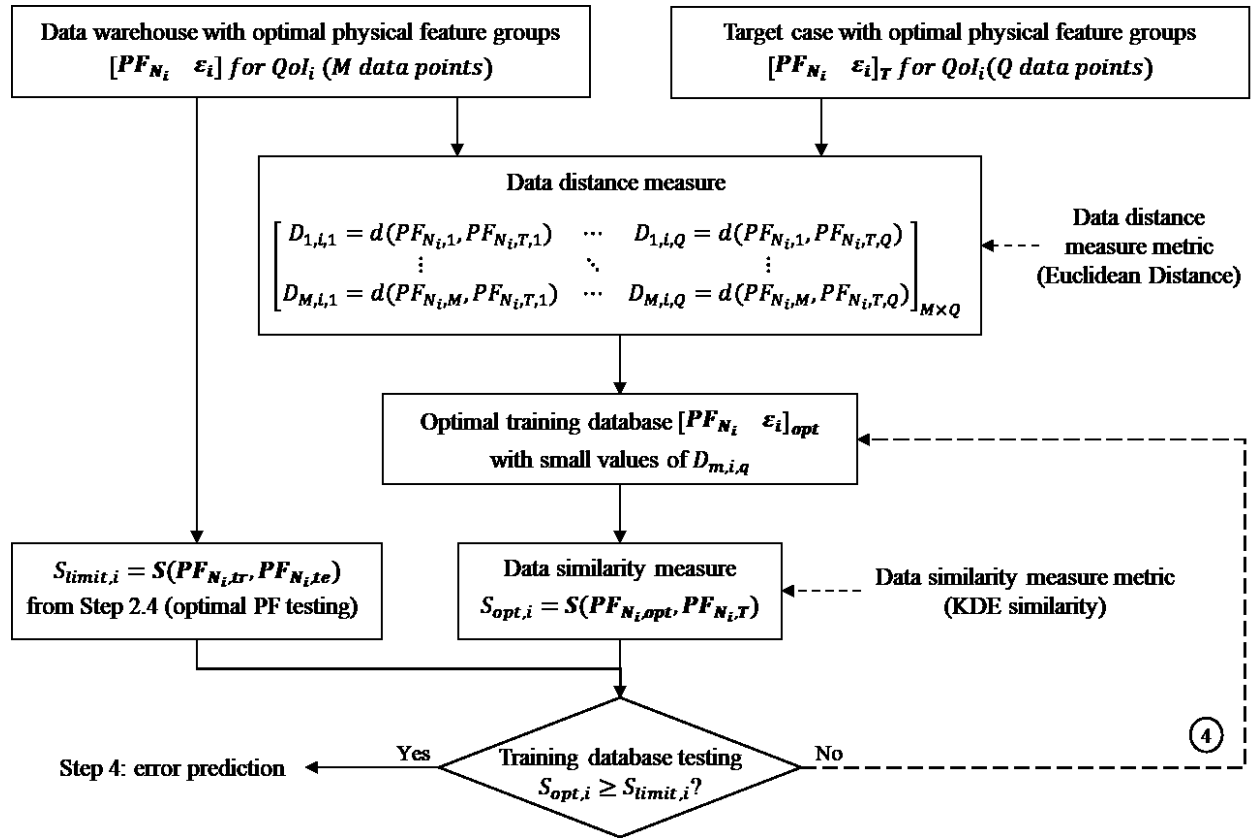 Data warehouse with optimal physical feature groups
[PF_{N_i} ε_i] for QoI_i (M data points)
Target case with optimal physical feature groups
[PF_{N_i} ε_i]_T for QoI_i(Q data points)
Data distance measure
D_{1,i,1} = d(PF_{N_i,1}, PF_{N_i,T,1}) ⋯ D_{1,i,Q} = d(PF_{N_i,1}, PF_{N_i,T,Q})
⋮ ⋱ ⋮
D_{M,i,1} = d(PF_{N_i,M}, PF_{N_i,T,1}) ⋯ D_{M,i,Q} = d(PF_{N_i,M}, PF_{N_i,T,Q})
M×Q
Data distance
measure metric
(Euclidean Distance)
Optimal training database [PF_{N_i} ε_i]_{opt}
with small values of D_{m,i,q}
S_{limit,i} = S(PF_{N_i,tr}, PF_{N_i,te})
from Step 2.4 (optimal PF testing)
Data similarity measure
S_{opt,i} = S(PF_{N_i,opt}, PF_{N_i,T})
Data similarity measure metric
(KDE similarity)
4
Step 4: error prediction
Yes
Training database testing
S_{opt,i} ≥ S_{limit,i}?
No